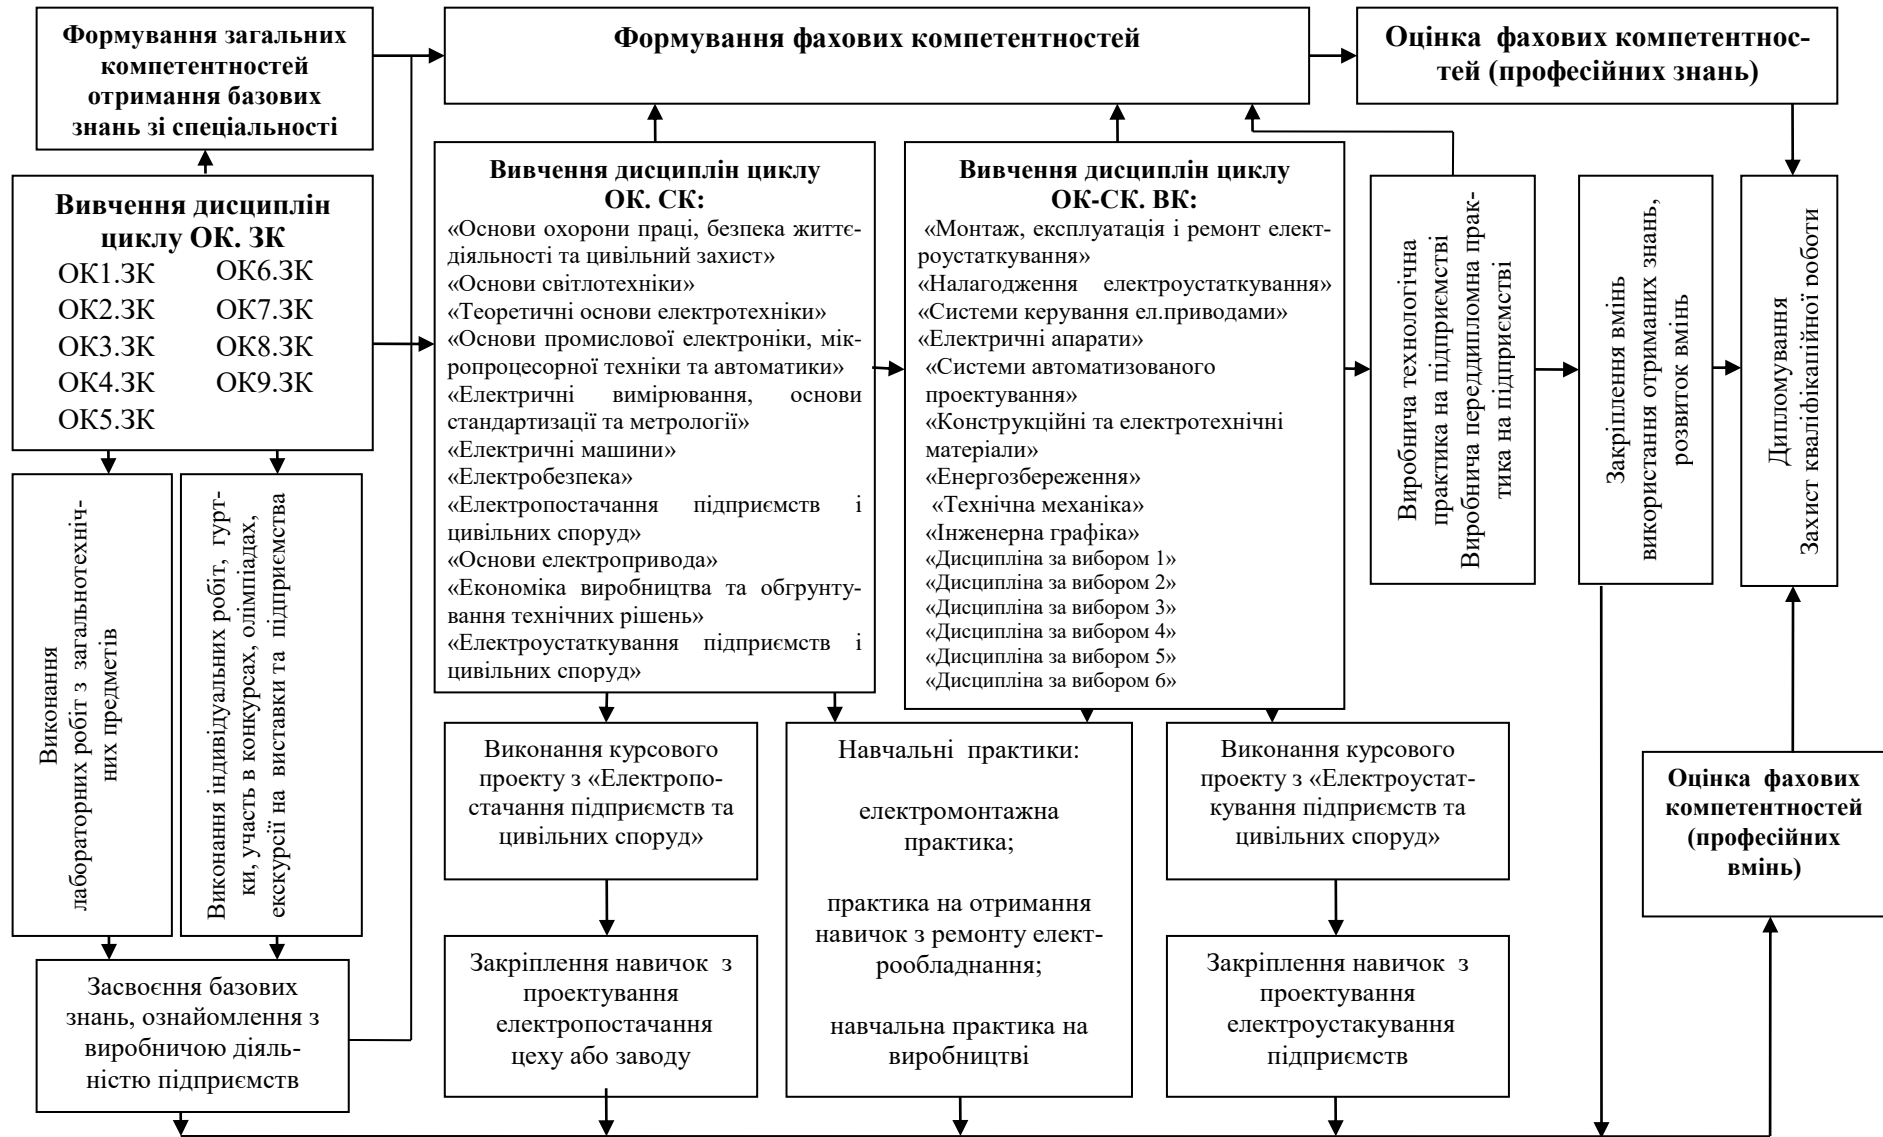 Формування загальних
компетентностей
отримання базових
знань зі спеціальності
Формування фахових компетентностей
Оцінка фахових компетентнос-
тей (професійних знань)
Вивчення дисциплін
циклу ОК. ЗК
ОК1.ЗК
ОК2.ЗК
ОК3.ЗК
ОК4.ЗК
ОК5.ЗК
ОК6.ЗК
ОК7.ЗК
ОК8.ЗК
ОК9.ЗК
Вивчення дисциплін циклу
ОК. СК:
«Основи охорони праці, безпека життє-
діяльності та цивільний захист»
«Основи світлотехніки»
«Теоретичні основи електротехніки»
«Основи промислової електроніки, мік-
ропроцесорної техніки та автоматики»
«Електричні вимірювання, основи
стандартизації та метрології»
«Електричні машини»
«Електробезпека»
«Електропостачання підприємств і
цивільних споруд»
«Основи електропривода»
«Економіка виробництва та обгрунту-
вання технічних рішень»
«Електроустаткування підприємств і
цивільних споруд»
Вивчення дисциплін циклу
ОК-СК. ВК:
«Монтаж, експлуатація і ремонт елект-
роустаткування»
«Налагодження електроустаткування»
«Системи керування ел.приводами»
«Електричні апарати»
«Системи автоматизованого
проектування»
«Конструкційні та електротехнічні
матеріали»
«Енергозбереження»
«Технічна механіка»
«Інженерна графіка»
«Дисципліна за вибором 1»
«Дисципліна за вибором 2»
«Дисципліна за вибором 3»
«Дисципліна за вибором 4»
«Дисципліна за вибором 5»
«Дисципліна за вибором 6»
Виробнича технологічна
практика на підприємстві
Виробнича переддипломна прак-
тика на підприємстві
Закріплення вмінь
використання отриманих знань,
розвиток вмінь
Дипломування
Захист кваліфікаційної роботи
Виконання
лабораторних робіт з загальнотехніч-
них предметів
Виконання індивідуальних робіт, гурт-
ки, участь в конкурсах, олімпіадах,
екскурсії на виставки та підприємства
Виконання курсового
проекту з «Електропо-
стачання підприємств та
цивільних споруд»
Навчальні практики:
електромонтажна
практика;
практика на отримання
навичок з ремонту елект-
рообладнання;
навчальна практика на
виробництві
Виконання курсового
проекту з «Електроустат-
кування підприємств та
цивільних споруд»
Оцінка фахових
компетентностей
(професійних
вмінь)
Засвоєння базових
знань, ознайомлення з
виробничою діяль-
ністю підприємств
Закріплення навичок з
проектування
електропостачання
цеху або заводу
Закріплення навичок з
проектування
електроустакування
підприємств